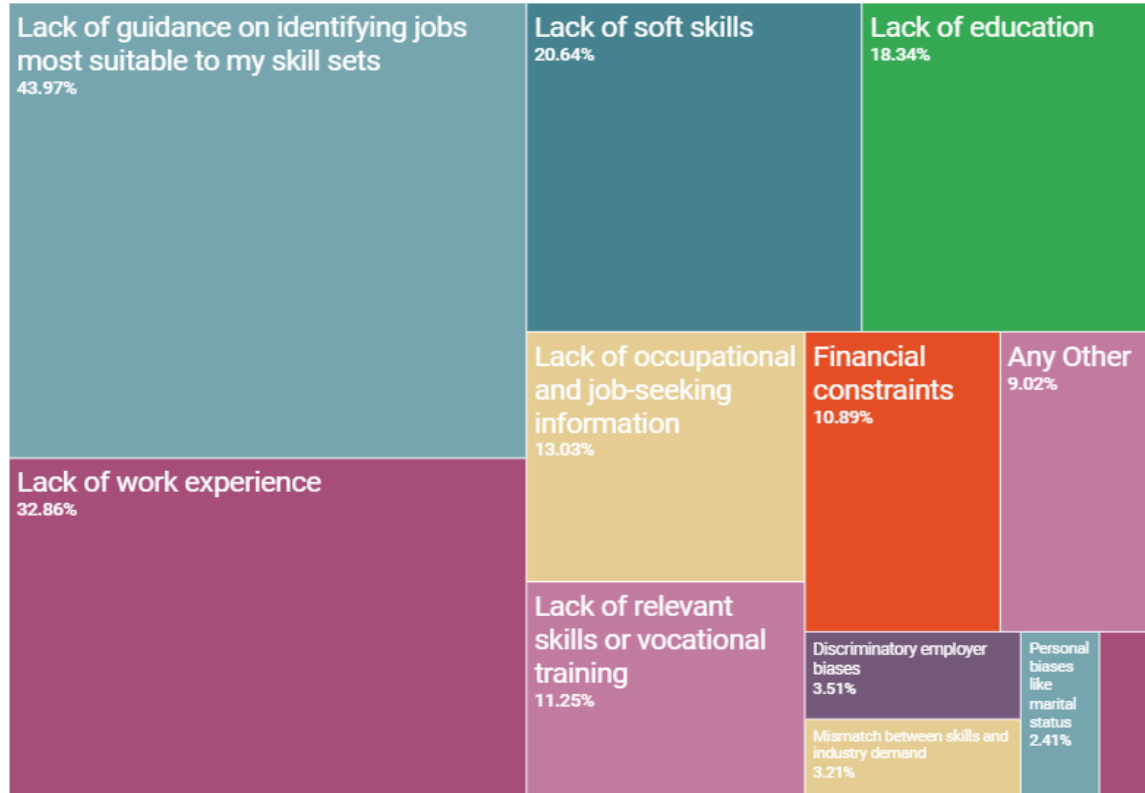 Lack of guidance on identifying jobs
most suitable to my skill sets
43.97%
Lack of work experience
32.86%
Lack of soft skills
20.64%
Lack of education
18.34%
Lack of occupational
and job-seeking
information
13.03%
Lack of relevant
skills or vocational
training
11.25%
Financial
constraints
10.89%
Any Other
9.02%
Discriminatory employer
biases
3.51%
Mismatch between skills and
industry demand
3.21%
Personal
biases
like
marital
status
2.41%